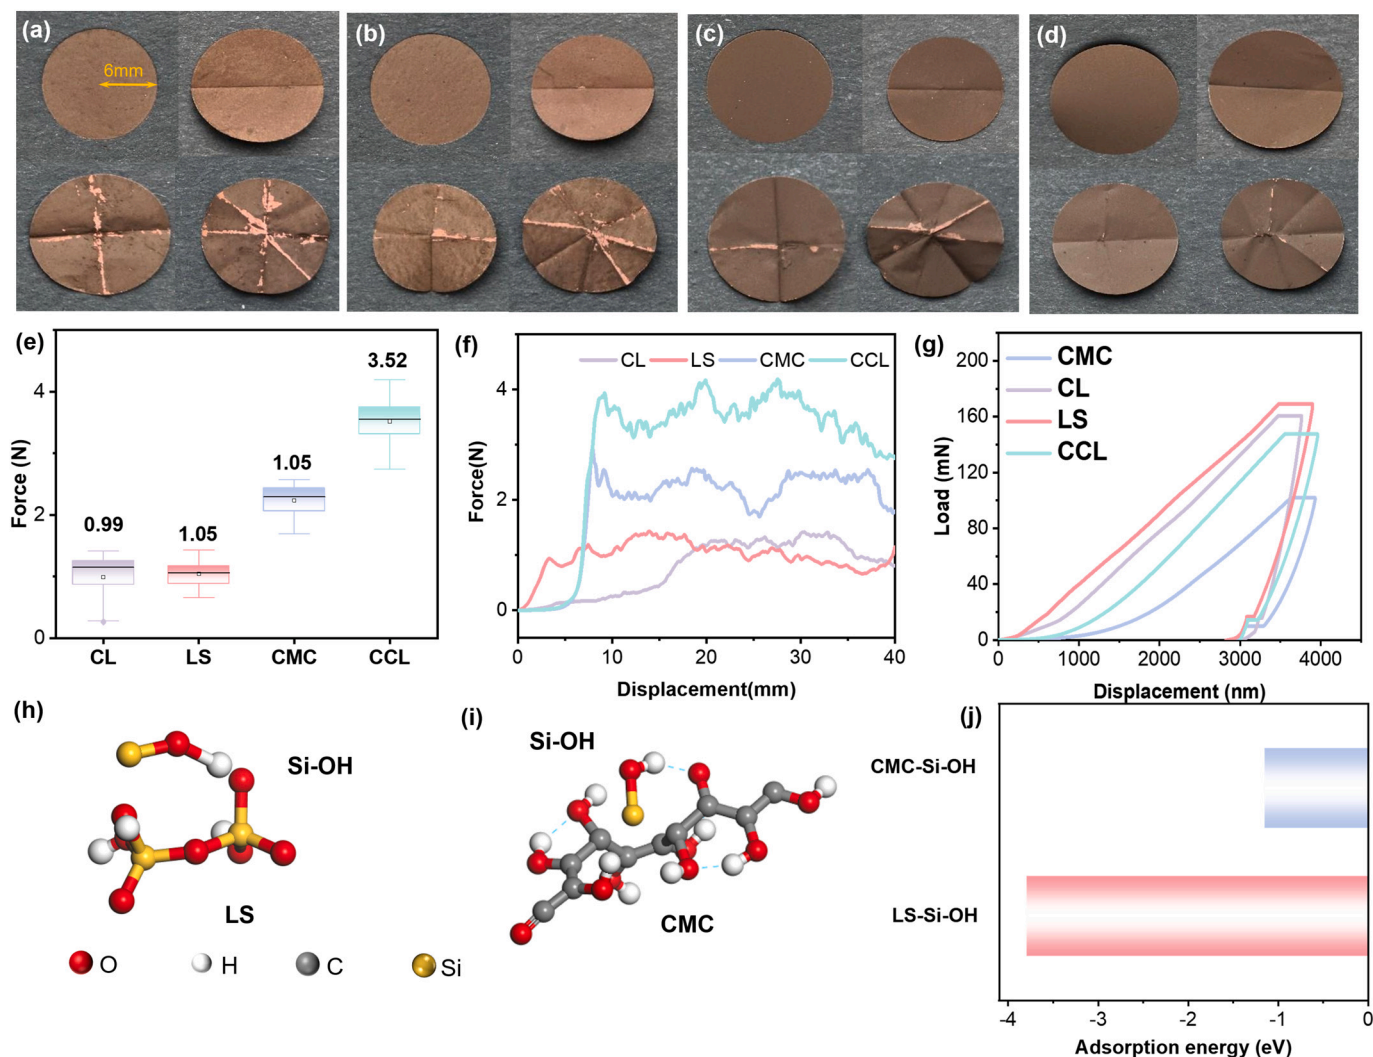 (a)
6mm
(b)
(c)
(d)
(e)
Force (N)
4
2
0
0.99
1.05
1.05
3.52
CL LS CMC CCL
(f)
Force(N)
4
2
0
CL LS CMC CCL
0 10 20 30 40
Displacement(mm)
(g)
Load (mN)
200
160
120
80
40
0
CMC
CL
LS
CCL
0 1000 2000 3000 4000
Displacement (nm)
(h)
Si-OH
LS
O H C Si
(i)
Si-OH
CMC
(j)
CMC-Si-OH
LS-Si-OH
-4 -3 -2 -1 0
Adsorption energy (eV)